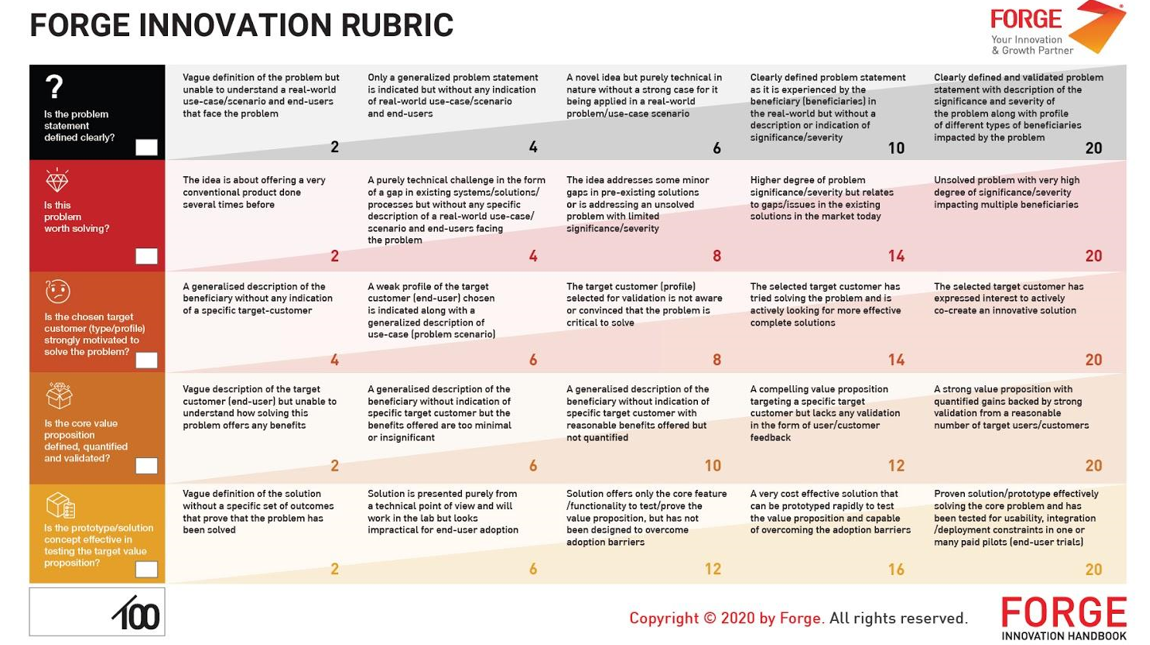 FORGE INNOVATION RUBRIC
FORGE
Your Innovation
& Growth Partner
?
Is the problem
statement
defined clearly?
Vague definition of the problem but
unable to understand a real-world
use-case/scenario and end-users
that face the problem
2
Only a generalized problem statement
is indicated but without any indication
of real-world use-case/scenario
and end-users
4
A novel idea but purely technical in
nature without a strong case for it
being applied in a real-world
problem/use-case scenario
6
Clearly defined problem statement
as it is experienced by the
beneficiary (beneficiaries) in
the real-world but without a
description or indication of
significance/severity
10
Clearly defined and validated problem
statement with description of the
significance and severity of
the problem along with profile
of different types of beneficiaries
impacted by the problem
20
Is this
problem
worth solving?
The idea is about offering a very
conventional product done
several times before
2
A purely technical challenge in the form
of a gap in existing systems/solutions/
processes but without any specific
description of a real-world use-case/
scenario and end-users facing
the problem
4
The idea addresses some minor
gaps in pre-existing solutions
or is addressing an unsolved
problem with limited
significance/severity
8
Higher degree of problem
significance/severity but relates
to gaps/issues in the existing
solutions in the market today
14
Unsolved problem with very high
degree of significance/severity
impacting multiple beneficiaries
20
Is the chosen target
customer (type/profile)
strongly motivated to
solve the problem?
A generalised description of the
beneficiary without any indication
of a specific target-customer
4
A weak profile of the target
customer (end-user) chosen
is indicated along with a
generalized description of
use-case (problem scenario)
6
The target customer (profile)
selected for validation is not aware
or convinced that the problem is
critical to solve
8
The selected target customer has
tried solving the problem and is
actively looking for more effective
complete solutions
14
The selected target customer has
expressed interest to actively
co-create an innovative solution
20
Is the core value
proposition
defined, quantified
and validated?
Vague description of the target
customer (end-user) but unable to
understand how solving this
problem offers any benefits
2
A generalised description of the
beneficiary without indication of
specific target customer but the
benefits offered are too minimal
or insignificant
6
A generalised description of the
beneficiary without indication of
specific target customer with
reasonable benefits offered but
not quantified
10
A compelling value proposition
targeting a specific target
customer but lacks any validation
in the form of user/customer
feedback
12
A strong value proposition with
quantified gains backed by strong
validation from a reasonable
number of target users/customers
20
Is the prototype/solution
concept effective in
testing the target value
proposition?
Vague definition of the solution
without a specific set of outcomes
that prove that the problem has
been solved
2
Solution is presented purely from
a technical point of view and will
work in the lab but looks
impractical for end-user adoption
6
Solution offers only the core feature
/functionality to test/prove the
value proposition, but has not
been designed to overcome
adoption barriers
12
A very cost effective solution that
can be prototyped rapidly to test
the value proposition and capable
of overcoming the adoption barriers
16
Proven solution/prototype effectively
solving the core problem and has
been tested for usability, integration
/deployment constraints in one or
many paid pilots (end-user trials)
20
/100
Copyright © 2020 by Forge. All rights reserved.
FORGE
INNOVATION HANDBOOK